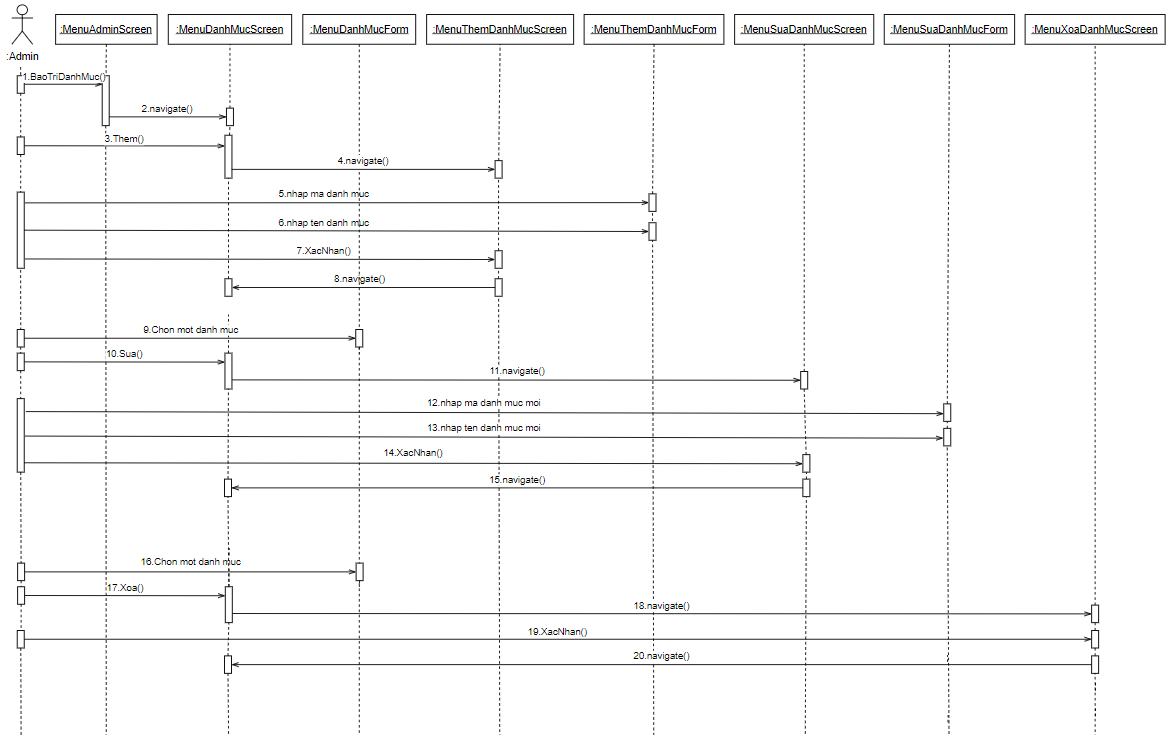 :Admin
:MenuAdminScreen
:MenuDanhMucScreen
:MenuDanhMucForm
:MenuThemDanhMucScreen
:MenuThemDanhMucForm
:MenuSuaDanhMucScreen
:MenuSuaDanhMucForm
:MenuXoaDanhMucScreen
1.BaoTriDanhMuc()
2.navigate()
3.Them()
4.navigate()
5.nhap ma danh muc
6.nhap ten danh muc
7.XacNhan()
8.navigate()
9.Chon mot danh muc
10.Sua()
11.navigate()
12.nhap ma danh muc moi
13.nhap ten danh muc moi
14.XacNhan()
15.navigate()
16.Chon mot danh muc
17.Xoa()
18.navigate()
19.XacNhan()
20.navigate()